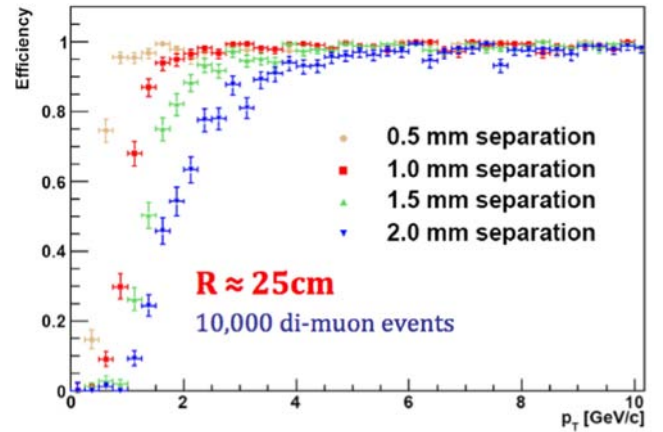 Efficiency
1
0.8
0.6
0.4
0.2
0
0.5 mm separation
1.0 mm separation
1.5 mm separation
2.0 mm separation
R ≈ 25cm
10,000 di-muon events
0 2 4 6 8 10
p_T [GeV/c]